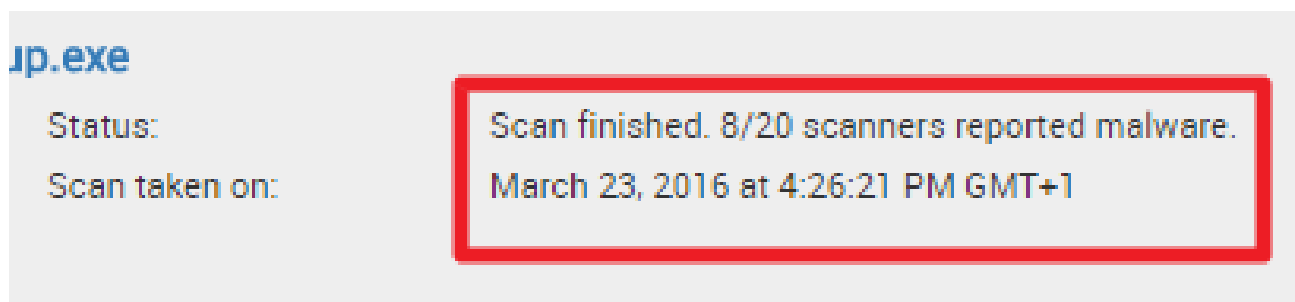 up.exe
Status: Scan finished. 8/20 scanners reported malware.
Scan taken on: March 23, 2016 at 4:26:21 PM GMT+1